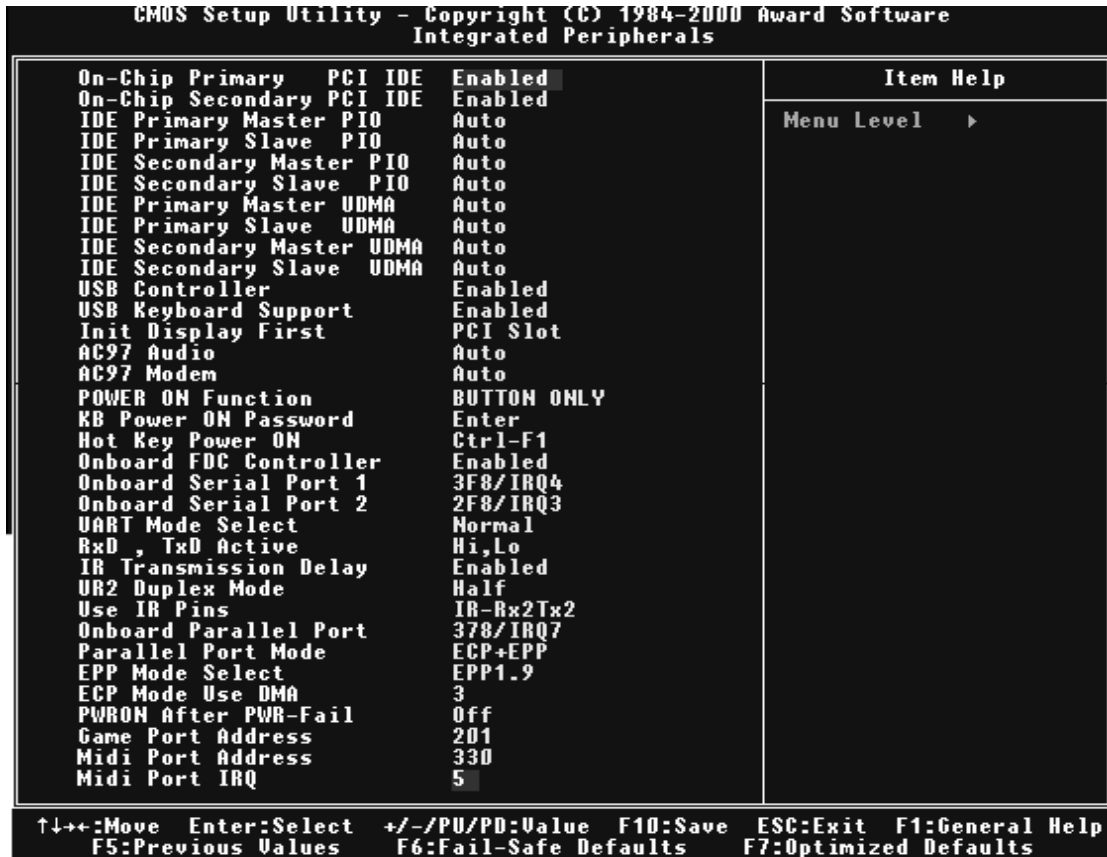 CMOS Setup Utility – Copyright (C) 1984–2000 Award Software
Integrated Peripherals
On-Chip Primary PCI IDE Enabled
On-Chip Secondary PCI IDE Enabled
IDE Primary Master PIO Auto
IDE Primary Slave PIO Auto
IDE Secondary Master PIO Auto
IDE Secondary Slave PIO Auto
IDE Primary Master UDMA Auto
IDE Primary Slave UDMA Auto
IDE Secondary Master UDMA Auto
IDE Secondary Slave UDMA Auto
USB Controller Enabled
USB Keyboard Support Enabled
Init Display First PCI Slot
AC97 Audio Auto
AC97 Modem Auto
POWER ON Function BUTTON ONLY
KB Power ON Password Enter
Hot Key Power ON Ctrl-F1
Onboard FDC Controller Enabled
Onboard Serial Port 1 3F8/IRQ4
Onboard Serial Port 2 2F8/IRQ3
UART Mode Select Normal
RxD , TxD Active Hi,Lo
IR Transmission Delay Enabled
UR2 Duplex Mode Half
Use IR Pins IR-Rx2Tx2
Onboard Parallel Port 378/IRQ7
Parallel Port Mode ECP+EPP
EPP Mode Select EPP1.9
ECP Mode Use DMA 3
PWRON After PWR-Fail Off
Game Port Address 201
Midi Port Address 330
Midi Port IRQ 5
Item Help
Menu Level ▸
↑↓→←:Move Enter:Select +/-/PU/PD:Value F10:Save ESC:Exit F1:General Help
F5:Previous Values F6:Fail-Safe Defaults F7:Optimized Defaults